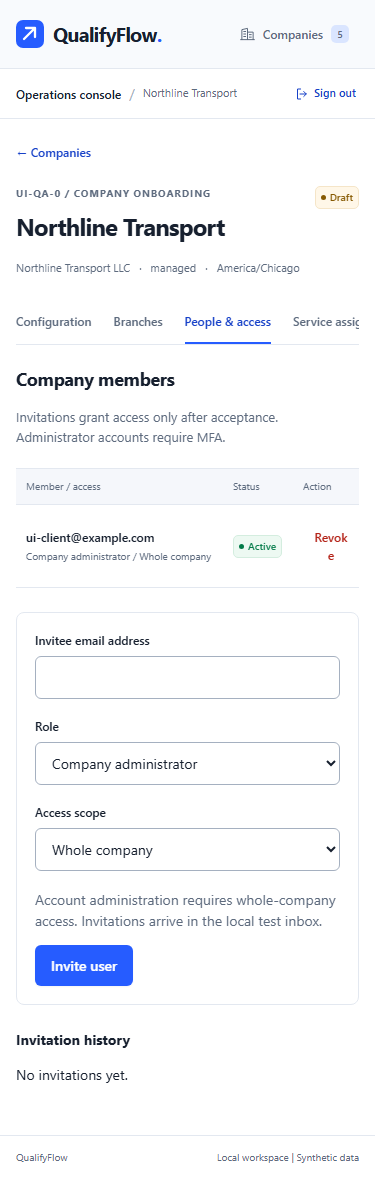 QualifyFlow.
Companies 5
Operations console / Northline Transport
Sign out
← Companies
UI-QA-0 / COMPANY ONBOARDING
Draft
Northline Transport
Northline Transport LLC · managed · America/Chicago
Configuration Branches People & access Service assig
Company members
Invitations grant access only after acceptance.
Administrator accounts require MFA.
Member / access Status Action
ui-client@example.com
Company administrator / Whole company
Active
Revok
e
Invitee email address
Role
Company administrator
Access scope
Whole company
Account administration requires whole-company
access. Invitations arrive in the local test inbox.
Invite user
Invitation history
No invitations yet.
QualifyFlow
Local workspace | Synthetic data